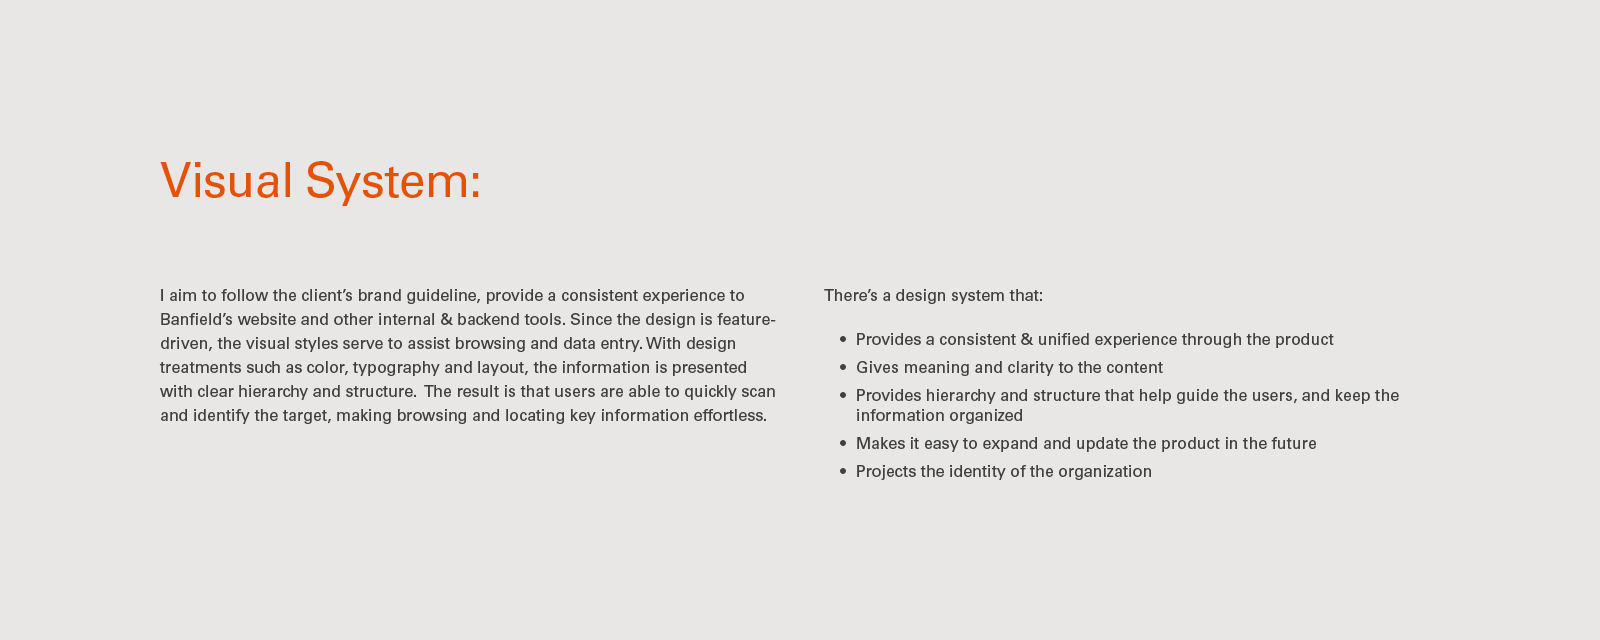 Visual System:
I aim to follow the client’s brand guideline, provide a consistent experience to
Banfield’s website and other internal & backend tools. Since the design is feature-
driven, the visual styles serve to assist browsing and data entry. With design
treatments such as color, typography and layout, the information is presented
with clear hierarchy and structure.  The result is that users are able to quickly scan
and identify the target, making browsing and locating key information effortless.
There’s a design system that:
• Provides a consistent & unified experience through the product
• Gives meaning and clarity to the content
• Provides hierarchy and structure that help guide the users, and keep the
information organized
• Makes it easy to expand and update the product in the future
• Projects the identity of the organization